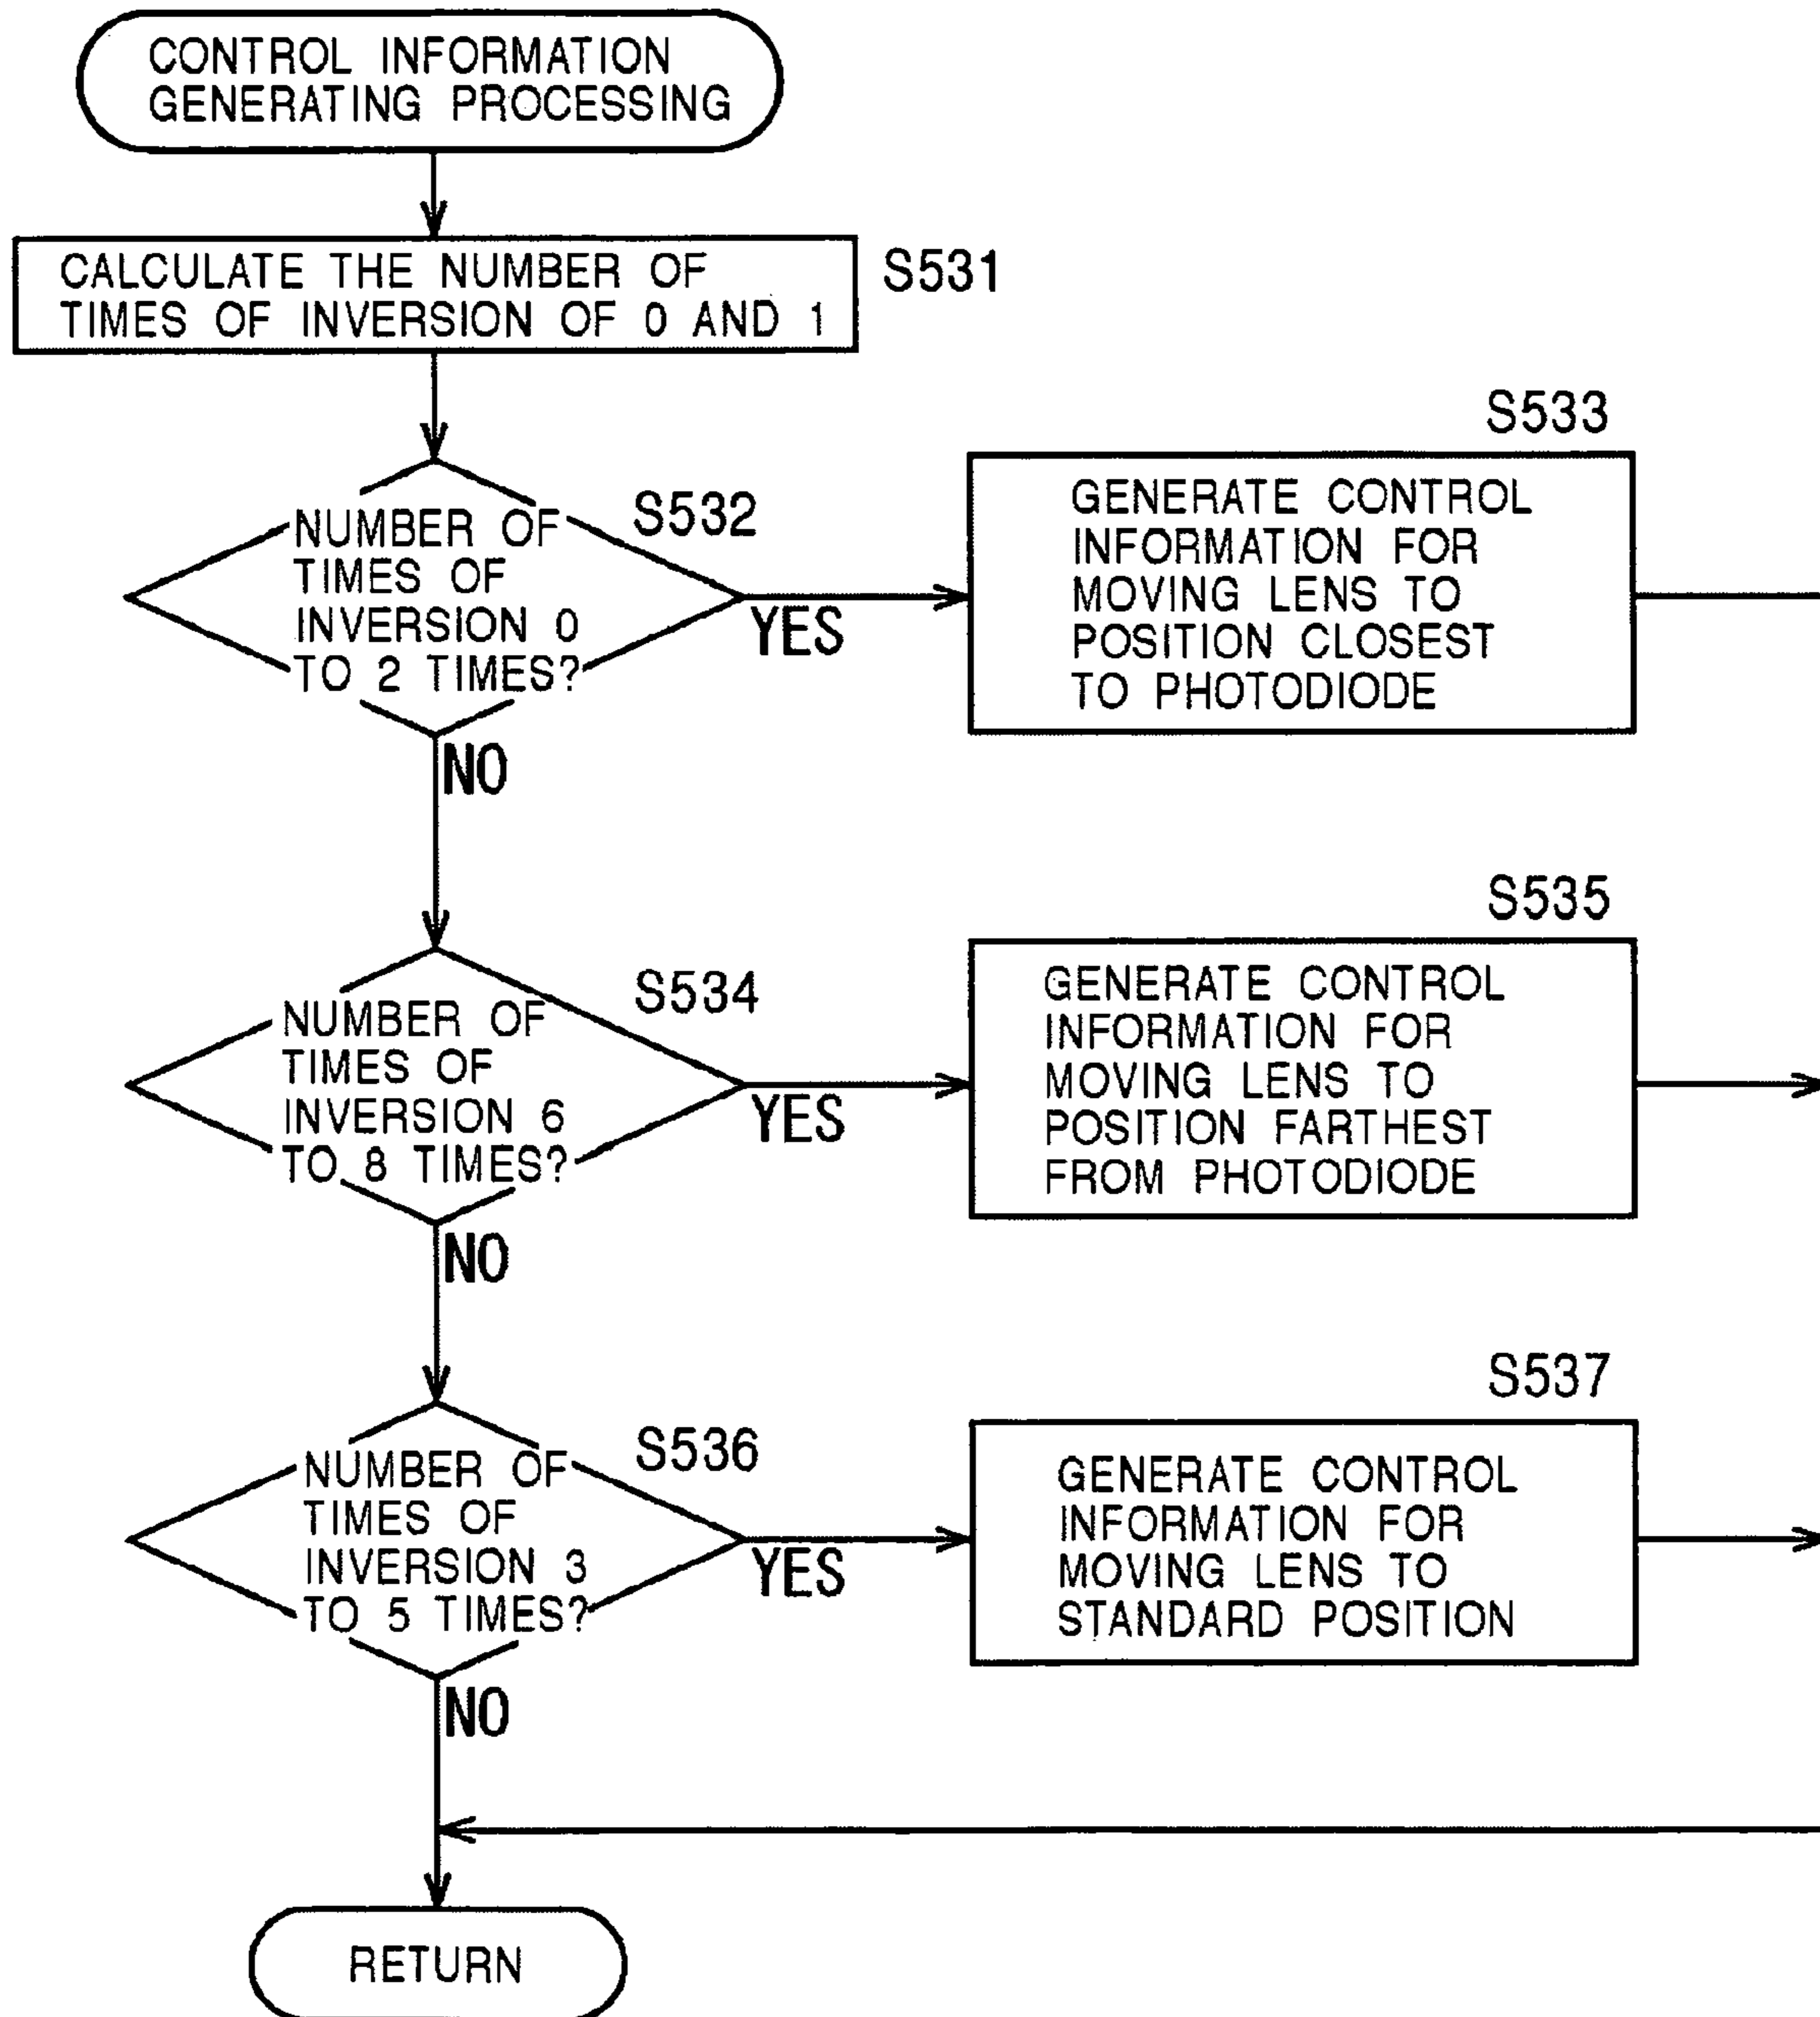 CONTROL INFORMATION
GENERATING PROCESSING
CALCULATE THE NUMBER OF
TIMES OF INVERSION OF 0 AND 1
S531
NUMBER OF
TIMES OF
INVERSION 0
TO 2 TIMES?
S532
YES
NO
S533
GENERATE CONTROL
INFORMATION FOR
MOVING LENS TO
POSITION CLOSEST
TO PHOTODIODE
NUMBER OF
TIMES OF
INVERSION 6
TO 8 TIMES?
S534
YES
NO
S535
GENERATE CONTROL
INFORMATION FOR
MOVING LENS TO
POSITION FARTHEST
FROM PHOTODIODE
NUMBER OF
TIMES OF
INVERSION 3
TO 5 TIMES?
S536
YES
NO
S537
GENERATE CONTROL
INFORMATION FOR
MOVING LENS TO
STANDARD POSITION
RETURN